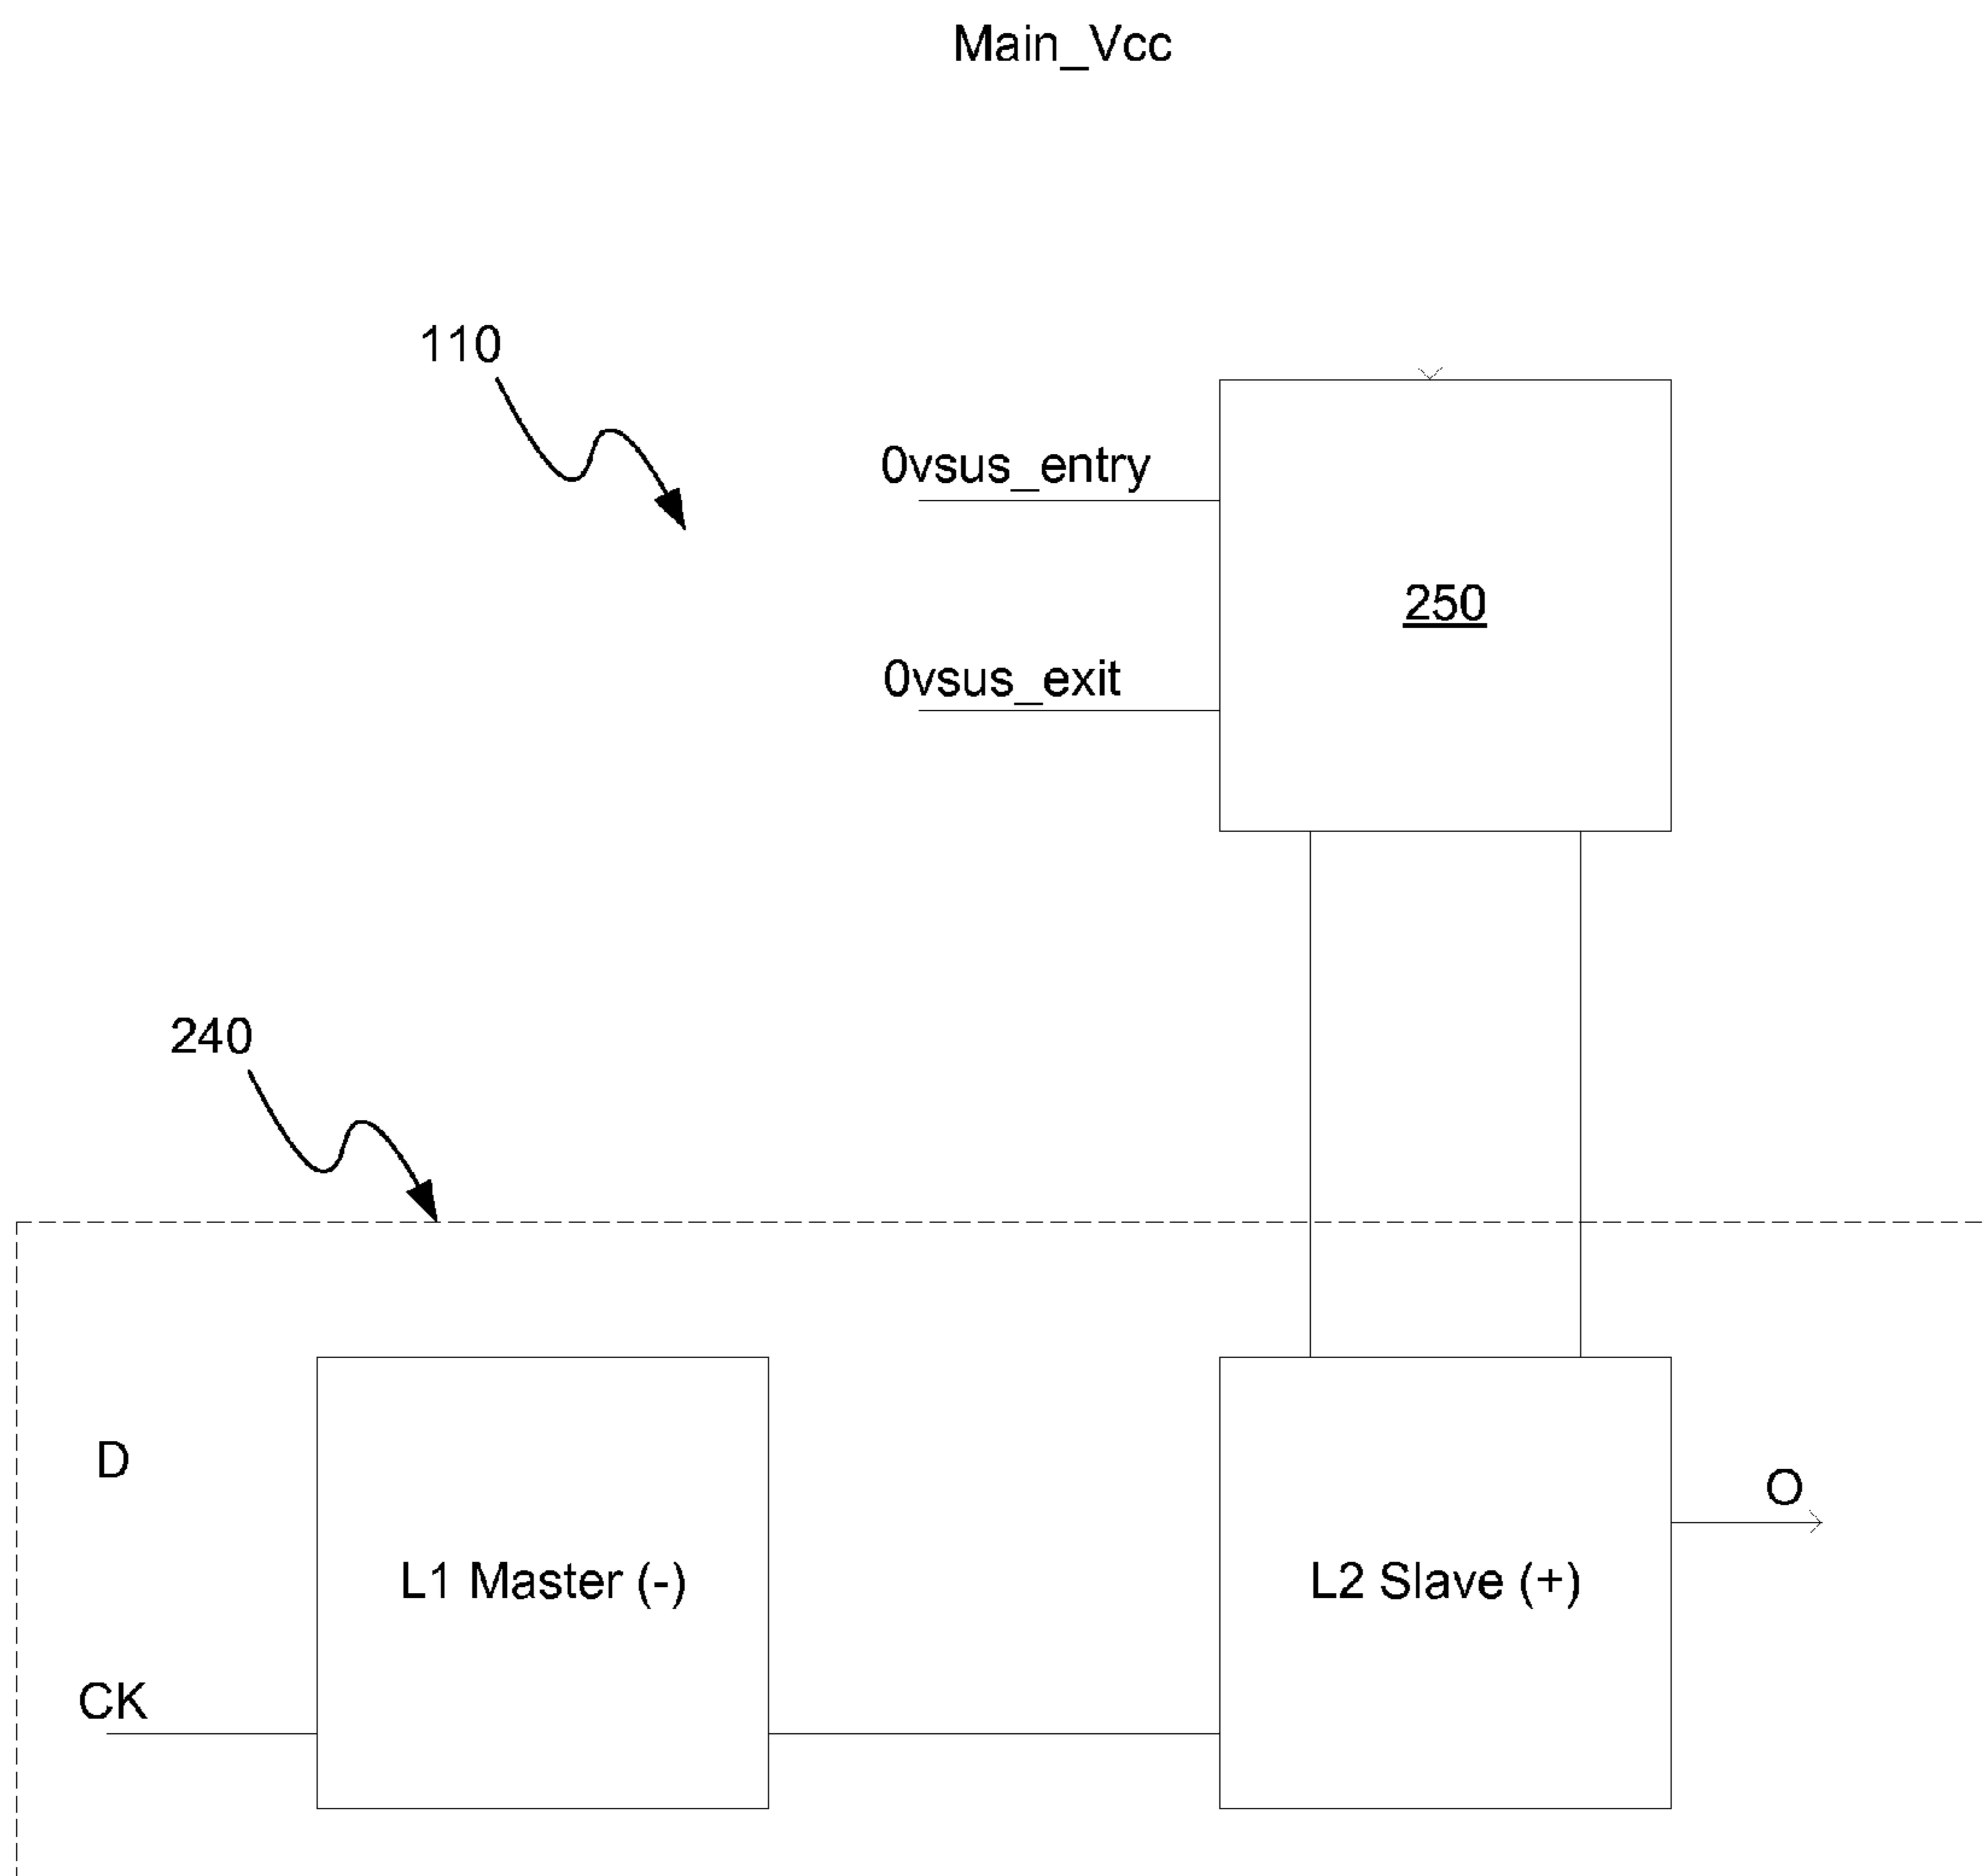 Main_Vcc
110
0vsus_entry
250
0vsus_exit
240
D
O
L1 Master (-)
L2 Slave (+)
CK